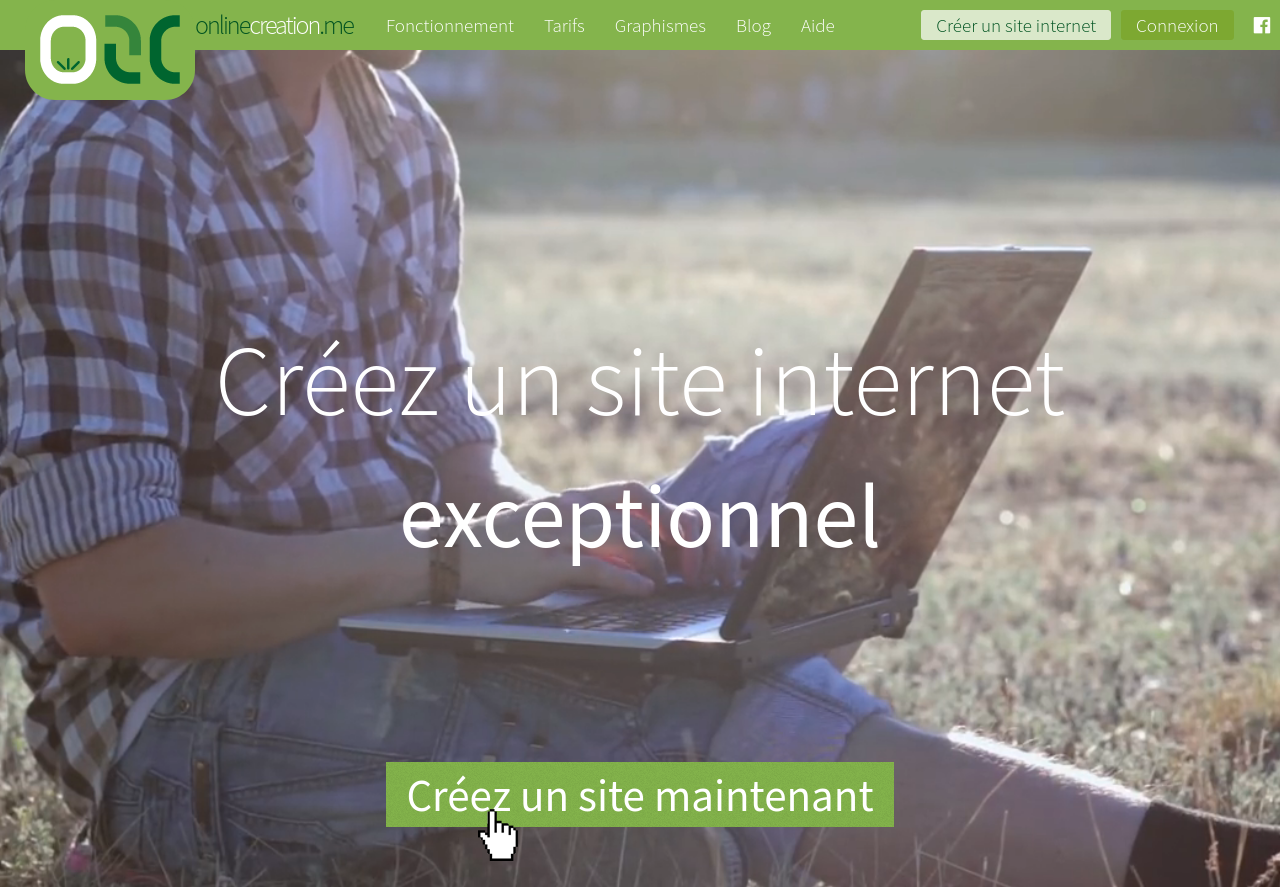 onlinecreation.me
Fonctionnement
Tarifs
Graphismes
Blog
Aide
Créer un site internet
Connexion
Créez un site internet
exceptionnel
Créez un site maintenant